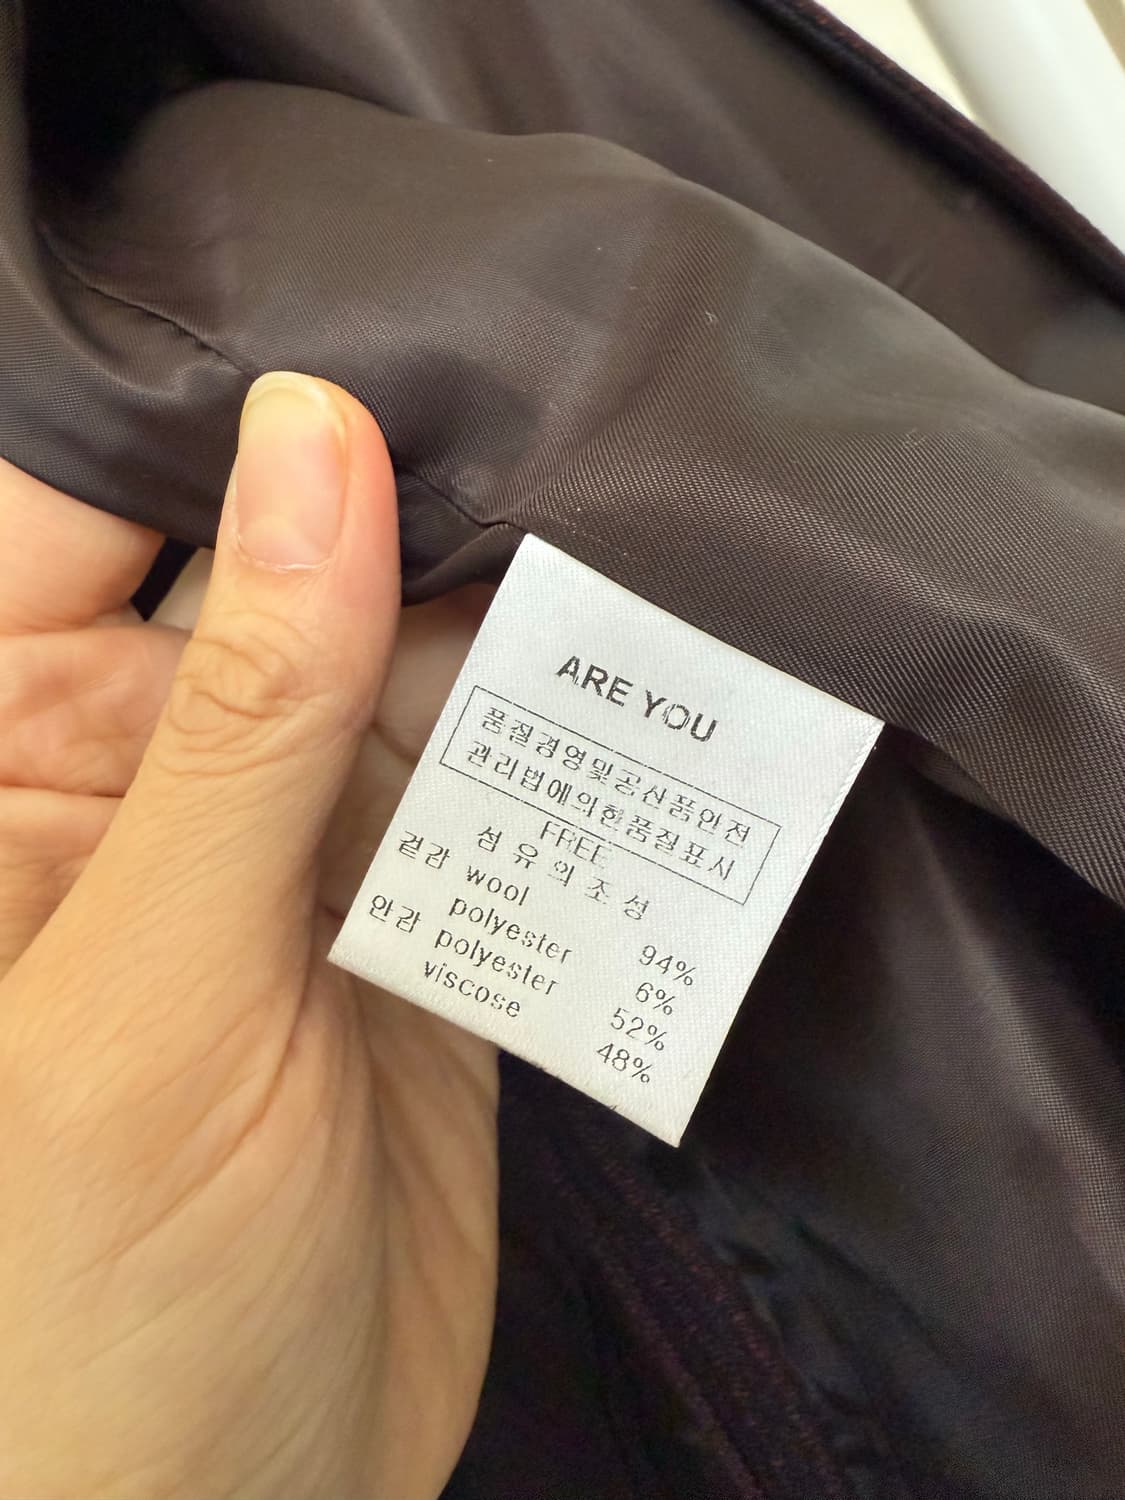 ARE YOU
품질경영및공산품안전
관리법에의한품질표시
FREE
섬유의조성
겉감 wool 94%
polyester 6%
안감 polyester 52%
viscose 48%